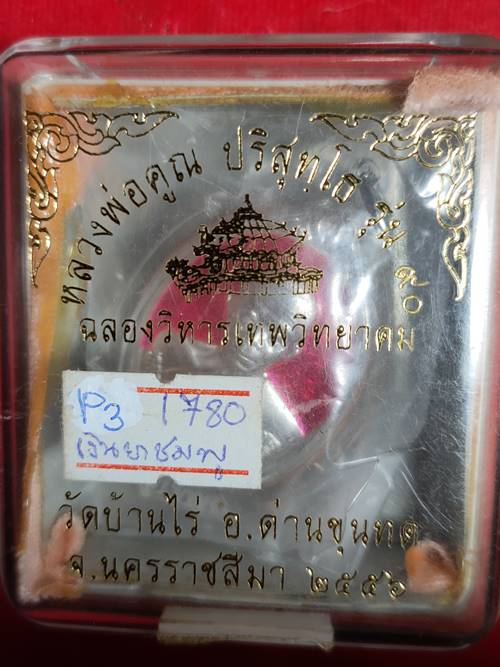 หลวงพ่อคูณ ปริสุทฺโธ รุ่น ๙๐
ฉลองวิหารเทพวิทยาคม
P3 1780
เงินยาชมพู
วัดบ้านไร่ อ.ด่านขุนทด
จ.นครราชสีมา ๒๕๕๖